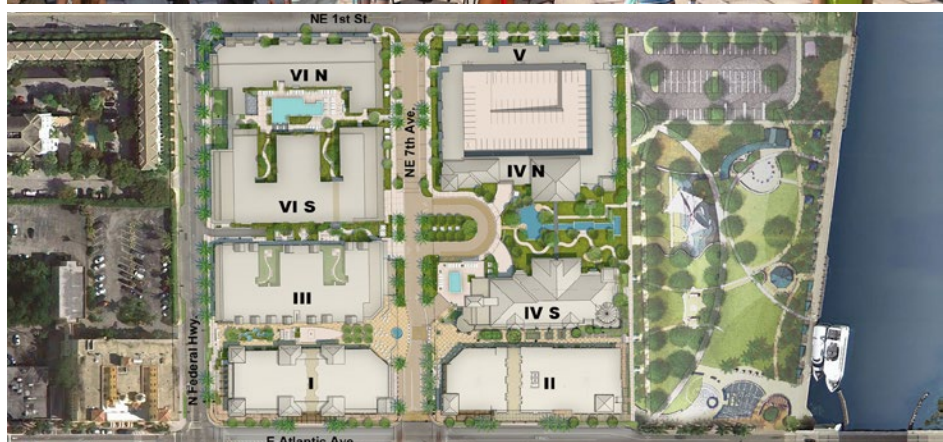 NE 1st St.
VI N
V
NE 7th Ave.
IV N
VI S
III
IV S
N Federal Hwy.
I
II
E Atlantic Ave